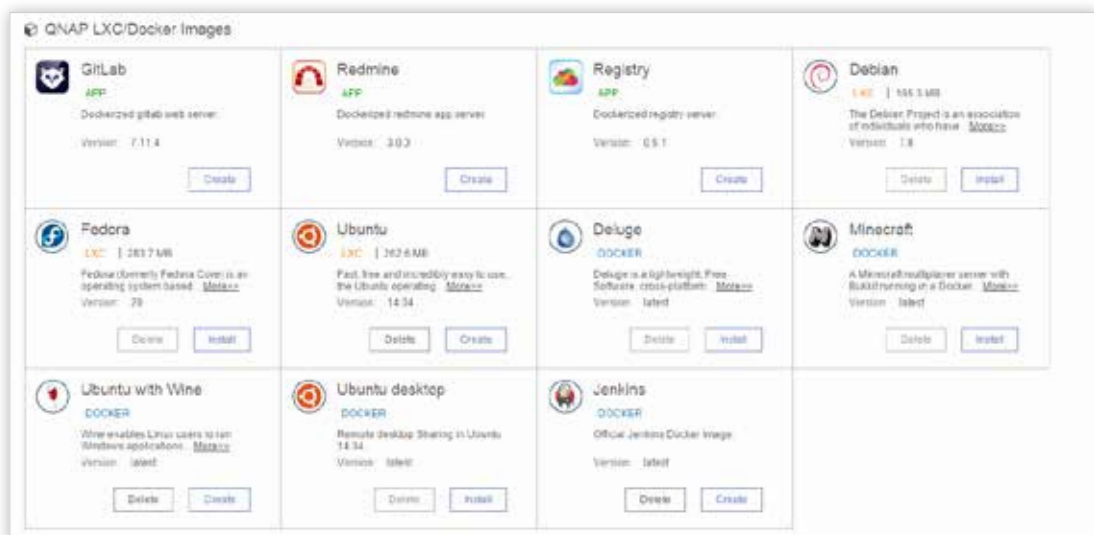 QNAP LXC/Docker Images
GitLab
APP
Dockerized gitlab web server.
Version: 7.11.4
Create
Redmine
APP
Dockerized redmine app server
Version: 3.0.3
Create
Registry
APP
Dockerized registry server
Version: 0.9.1
Create
Debian
LXC | MB
The Debian Project is an association
of individuals who have More>>
Version
Delete
Install
Fedora
LXC | 283.7 MB
Fedora (formerly Fedora Core) is an
operating system based More>>
Version: 20
Delete
Install
Ubuntu
LXC | 262.6 MB
Fast, free and incredibly easy to use,
the Ubuntu operating More>>
Version:
Delete
Create
Deluge
DOCKER
Deluge is a lightweight, Free
Software, cross-platform More>>
Version: latest
Delete
Install
Minecraft
DOCKER
A Minecraft multiplayer server with
Bukkit running in a Docker. More>>
Version: latest
Delete
Install
Ubuntu with Wine
DOCKER
Wine enables Linux users to run
Windows applications More>>
Version: latest
Delete
Create
Ubuntu desktop
DOCKER
Remote desktop Sharing in Ubuntu
Version: latest
Delete
Install
Jenkins
DOCKER
Official Jenkins Docker Image
Version: latest
Delete
Create